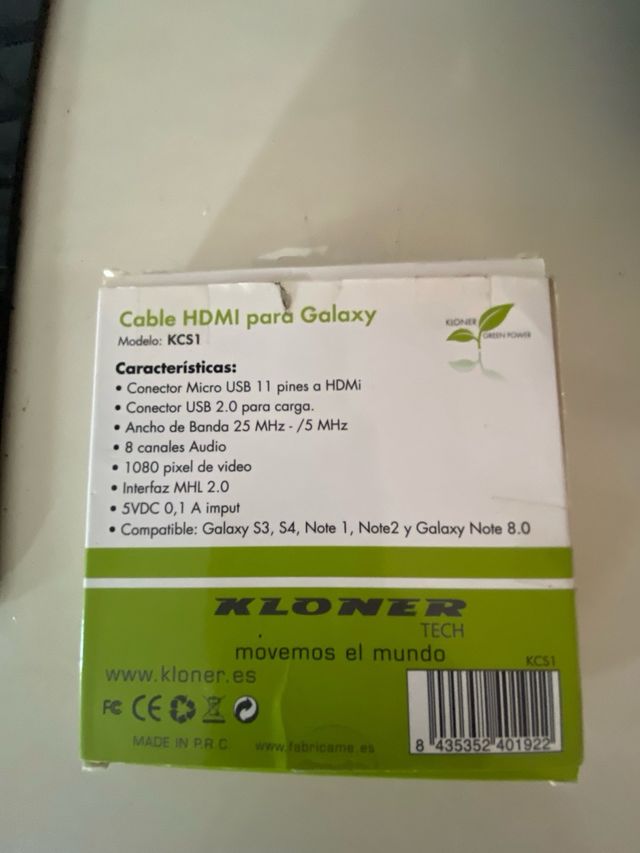 Cable HDMI para Galaxy
Modelo: KCS1
KLONER
GREEN POWER
Características:
• Conector Micro USB 11 pines a HDMi
• Conector USB 2.0 para carga.
• Ancho de Banda 25 MHz - /5 MHz
• 8 canales Audio
• 1080 pixel de video
• Interfaz MHL 2.0
• 5VDC 0,1 A imput
• Compatible: Galaxy S3, S4, Note 1, Note2 y Galaxy Note 8.0
KLONER
TECH
movemos el mundo
www.kloner.es
KCS1
FC CE
MADE IN P.R.C
www.fabricame.es
8 435352 401922